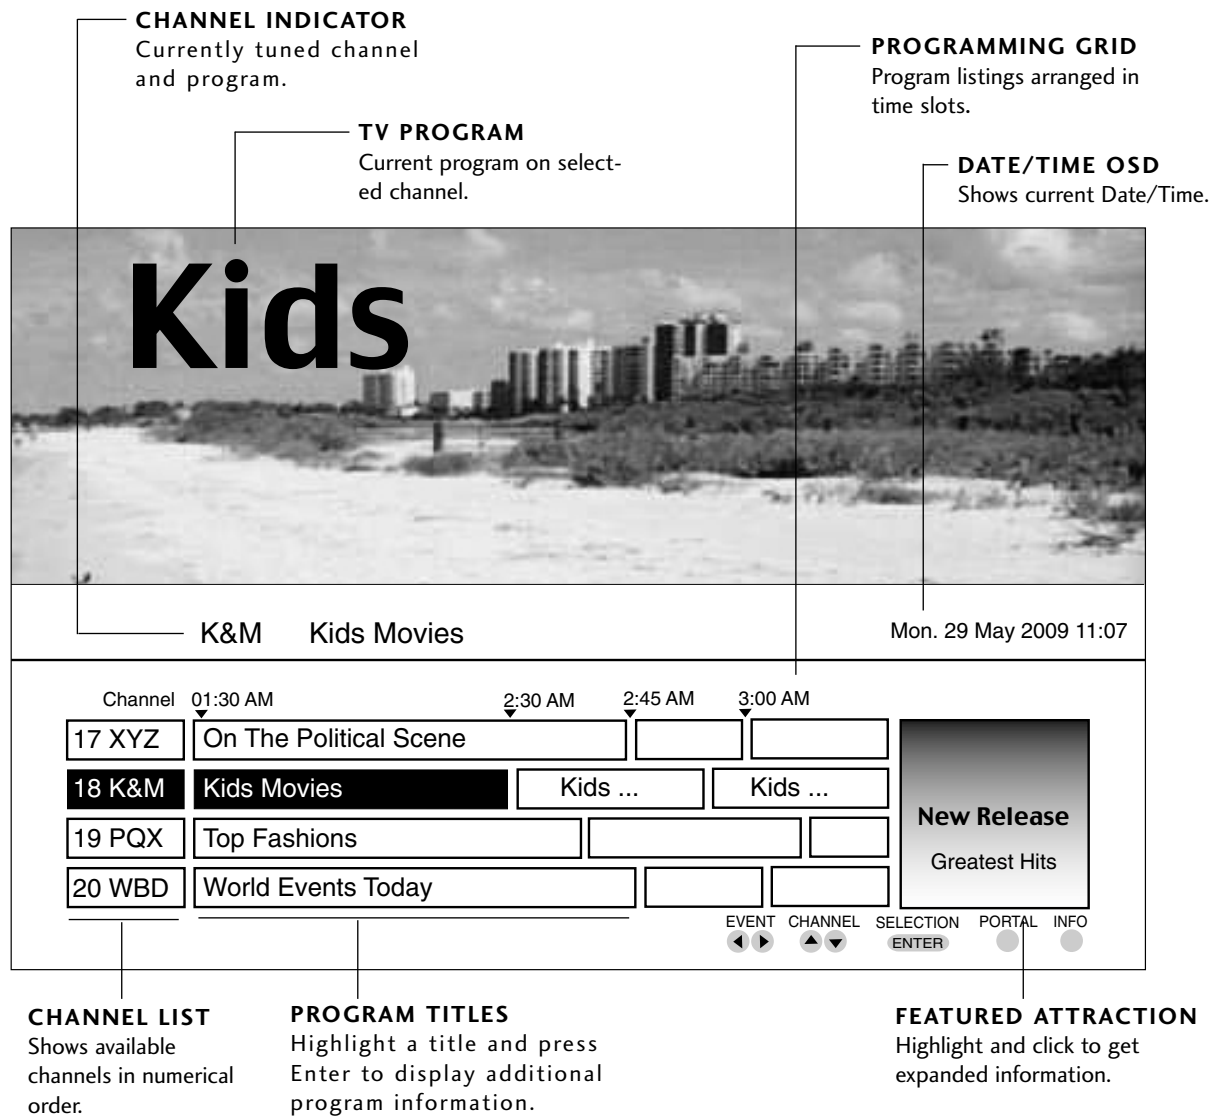 CHANNEL INDICATOR
Currently tuned channel
and program.
PROGRAMMING GRID
Program listings arranged in
time slots.
TV PROGRAM
Current program on select-
ed channel.
DATE/TIME OSD
Shows current Date/Time.
Kids
K&M Kids Movies
Mon. 29 May 2009 11:07
Channel 01:30 AM 2:30 AM 2:45 AM 3:00 AM
17 XYZ On The Political Scene
18 K&M Kids Movies Kids ... Kids ...
19 PQX Top Fashions
20 WBD World Events Today
New Release
Greatest Hits
EVENT CHANNEL SELECTION PORTAL INFO
ENTER
CHANNEL LIST
Shows available
channels in numerical
order.
PROGRAM TITLES
Highlight a title and press
Enter to display additional
program information.
FEATURED ATTRACTION
Highlight and click to get
expanded information.